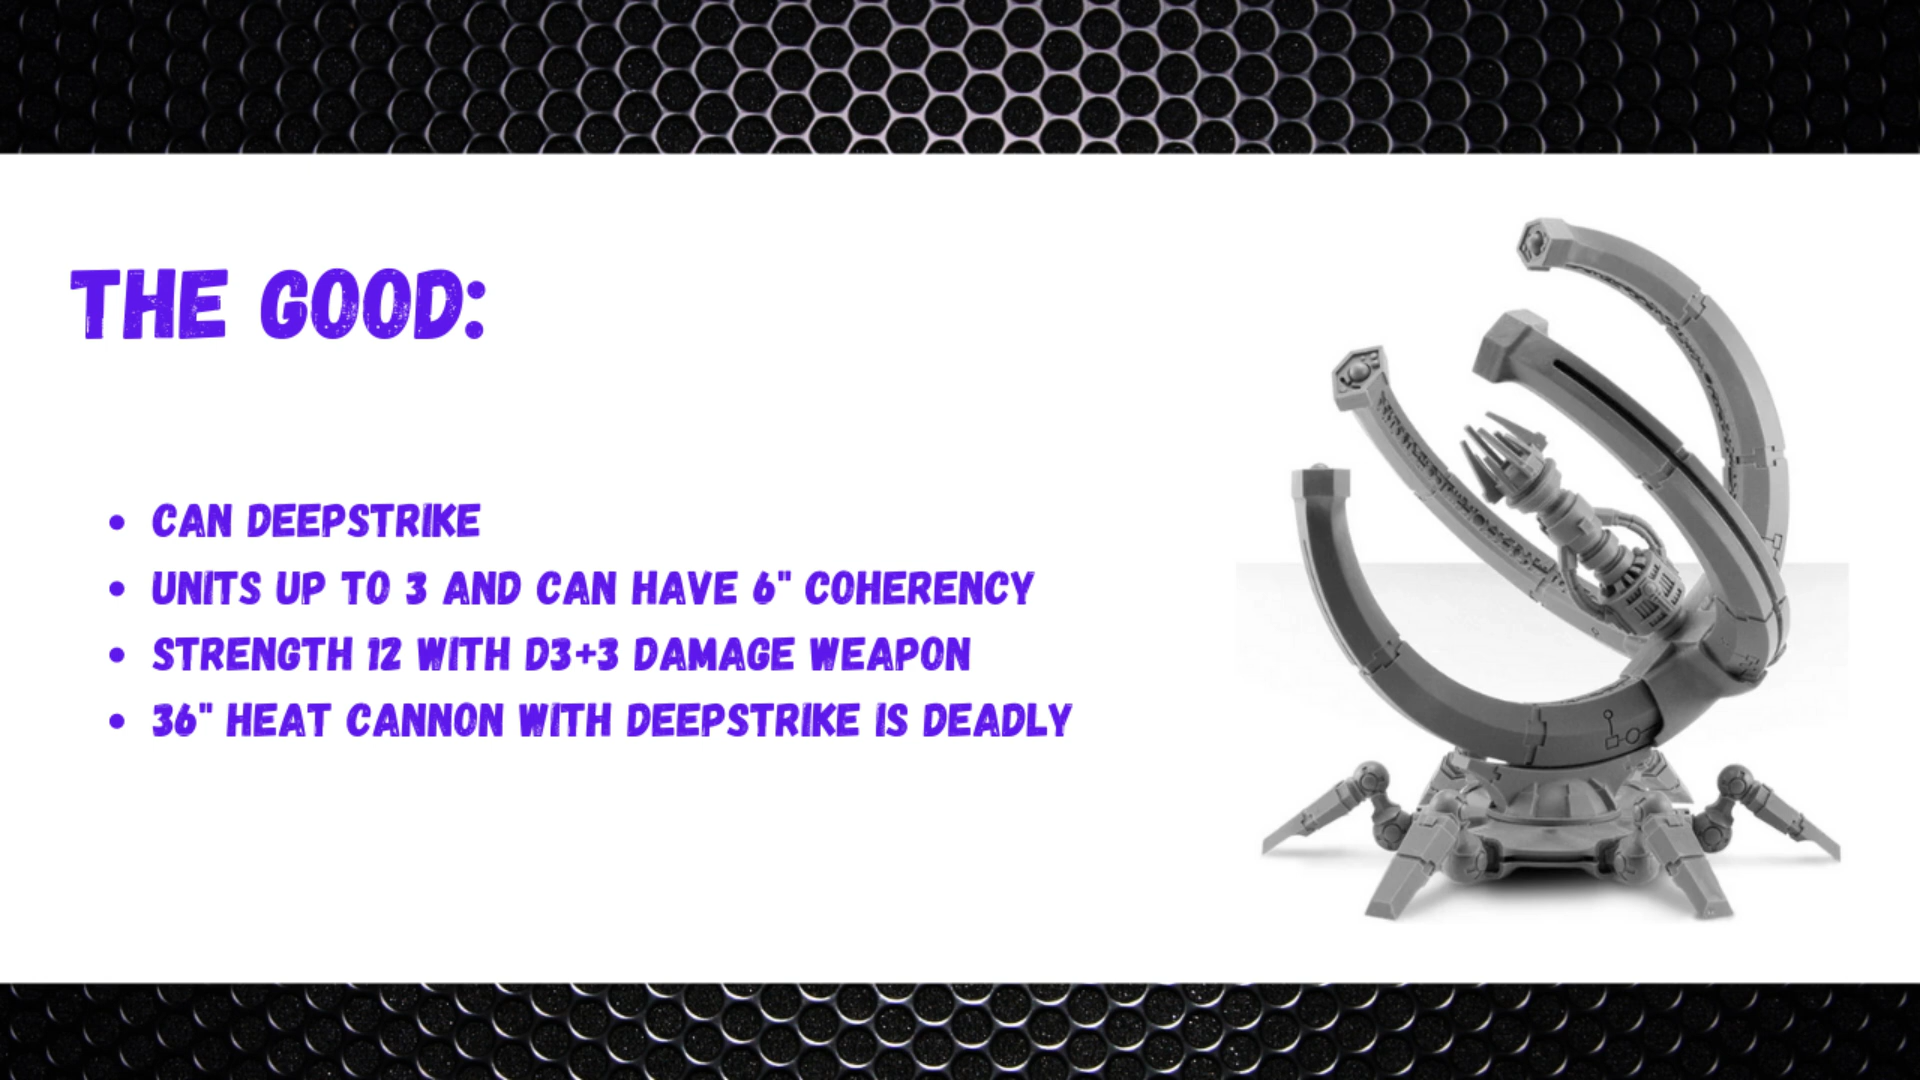 THE GOOD:
• CAN DEEPSTRIKE
• UNITS UP TO 3 AND CAN HAVE 6" COHERENCY
• STRENGTH 12 WITH D3+3 DAMAGE WEAPON
• 36" HEAT CANNON WITH DEEPSTRIKE IS DEADLY